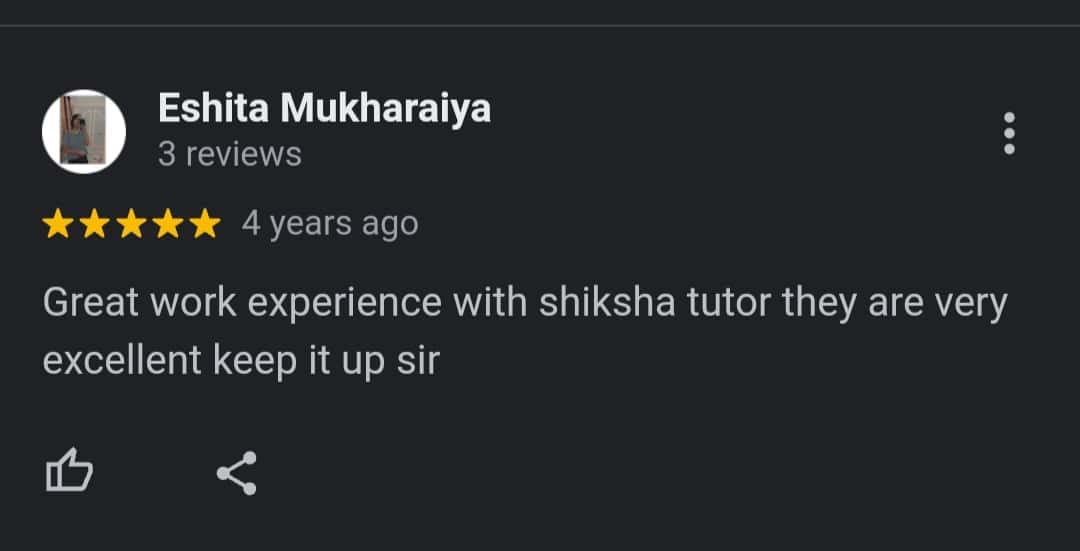 Eshita Mukharaiya
3 reviews
4 years ago
Great work experience with shiksha tutor they are very
excellent keep it up sir